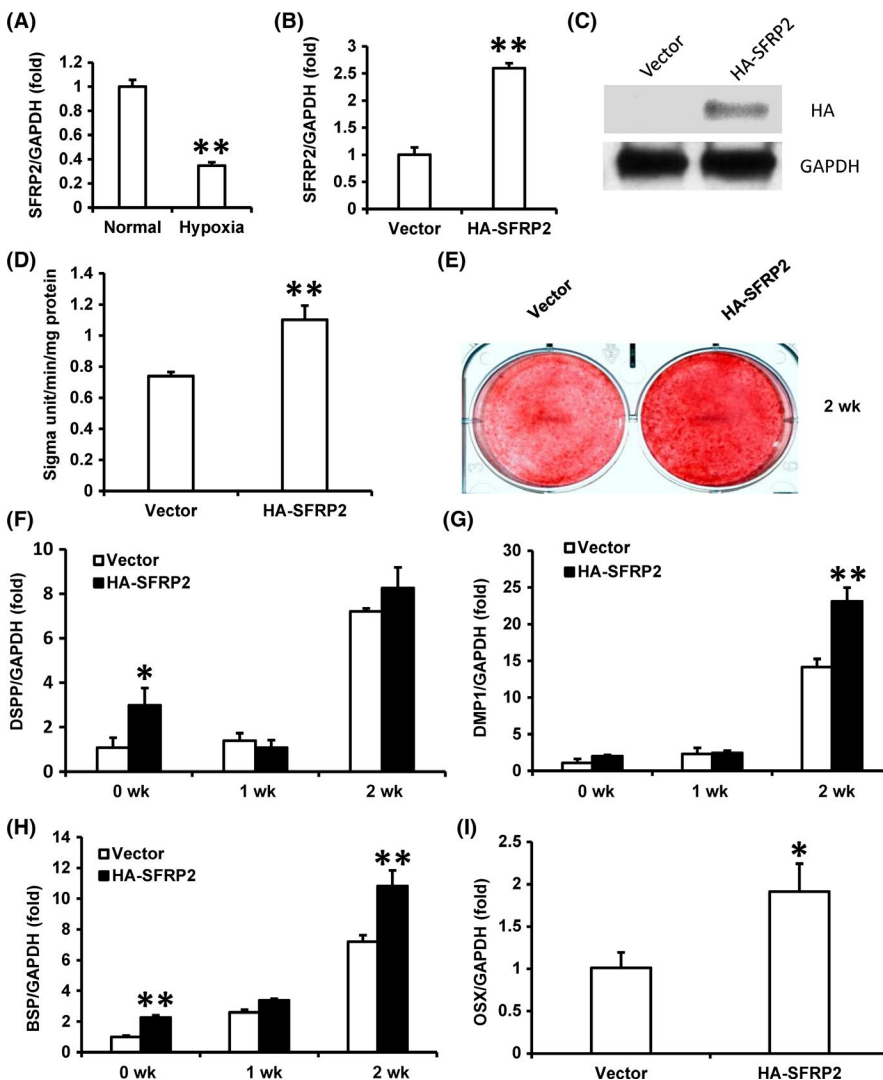 (A)
SFRP2/GAPDH (fold)
1.2
1
0.8
0.6
0.4
0.2
0
**
Normal Hypoxia
(B)
SFRP2/GAPDH (fold)
3
2.5
2
1.5
1
0.5
0
**
Vector HA-SFRP2
(C)
Vector HA-SFRP2
HA
GAPDH
(D)
Sigma unit/min/mg protein
1.4
1.2
1
0.8
0.6
0.4
0.2
0
**
Vector HA-SFRP2
(E)
Vector HA-SFRP2
2 wk
(F)
DSPP/GAPDH (fold)
10
8
6
4
2
0
Vector
HA-SFRP2
*
0 wk 1 wk 2 wk
(G)
DMP1/GAPDH (fold)
30
25
20
15
10
5
0
Vector
HA-SFRP2
**
0 wk 1 wk 2 wk
(H)
BSP/GAPDH (fold)
14
12
10
8
6
4
2
0
Vector
HA-SFRP2
**
**
0 wk 1 wk 2 wk
(I)
OSX/GAPDH (fold)
2.5
2
1.5
1
0.5
0
*
Vector HA-SFRP2